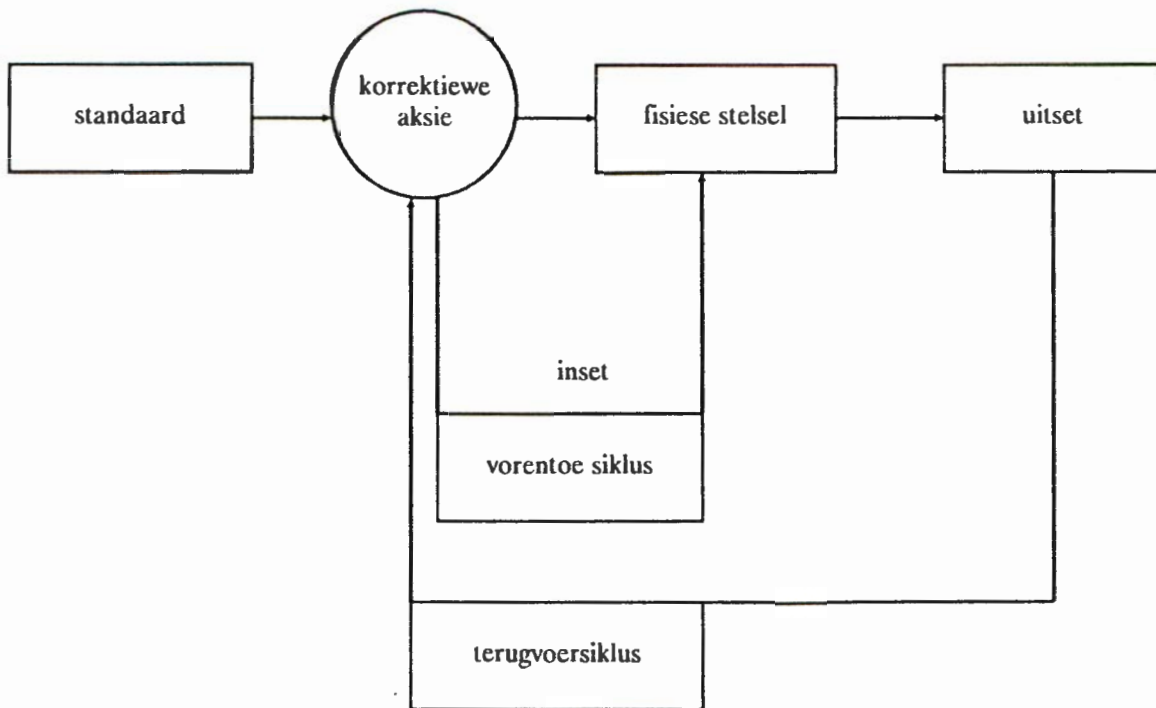 standaard
korrektiewe
aksie
fisiese stelsel
uitset
inset
vorentoe siklus
terugvoersiklus